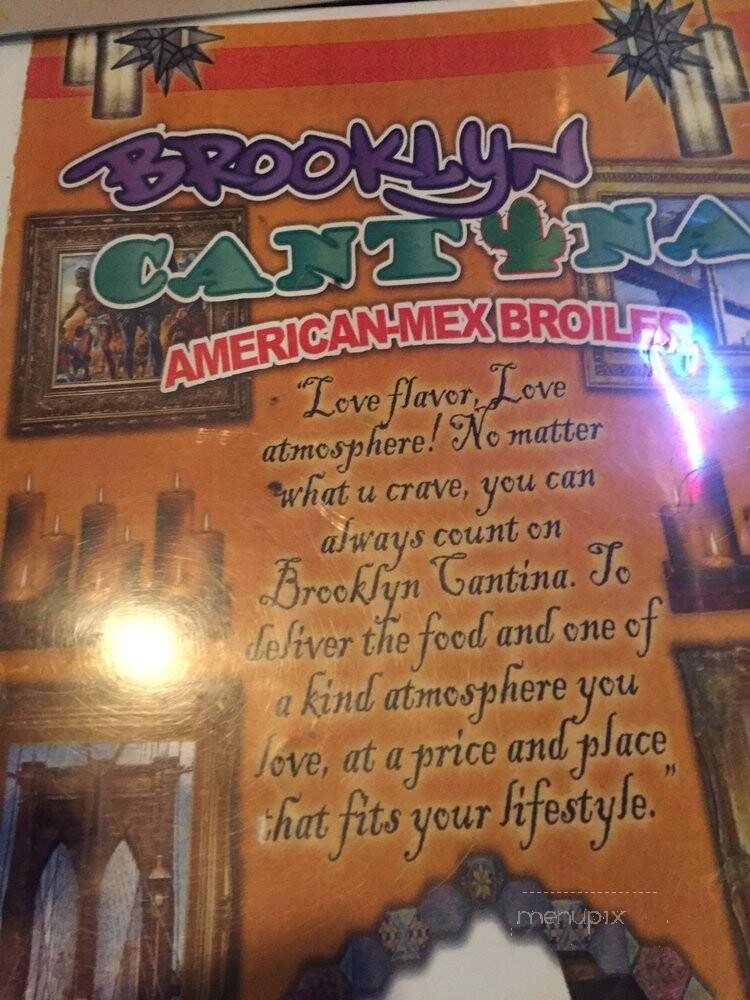 BROOKLYN
CANTINA
AMERICAN-MEX BROILER
"Love flavor, Love
atmosphere! No matter
what u crave, you can
always count on
Brooklyn Cantina. To
deliver the food and one of
a kind atmosphere you
love, at a price and place
that fits your lifestyle."
menupix